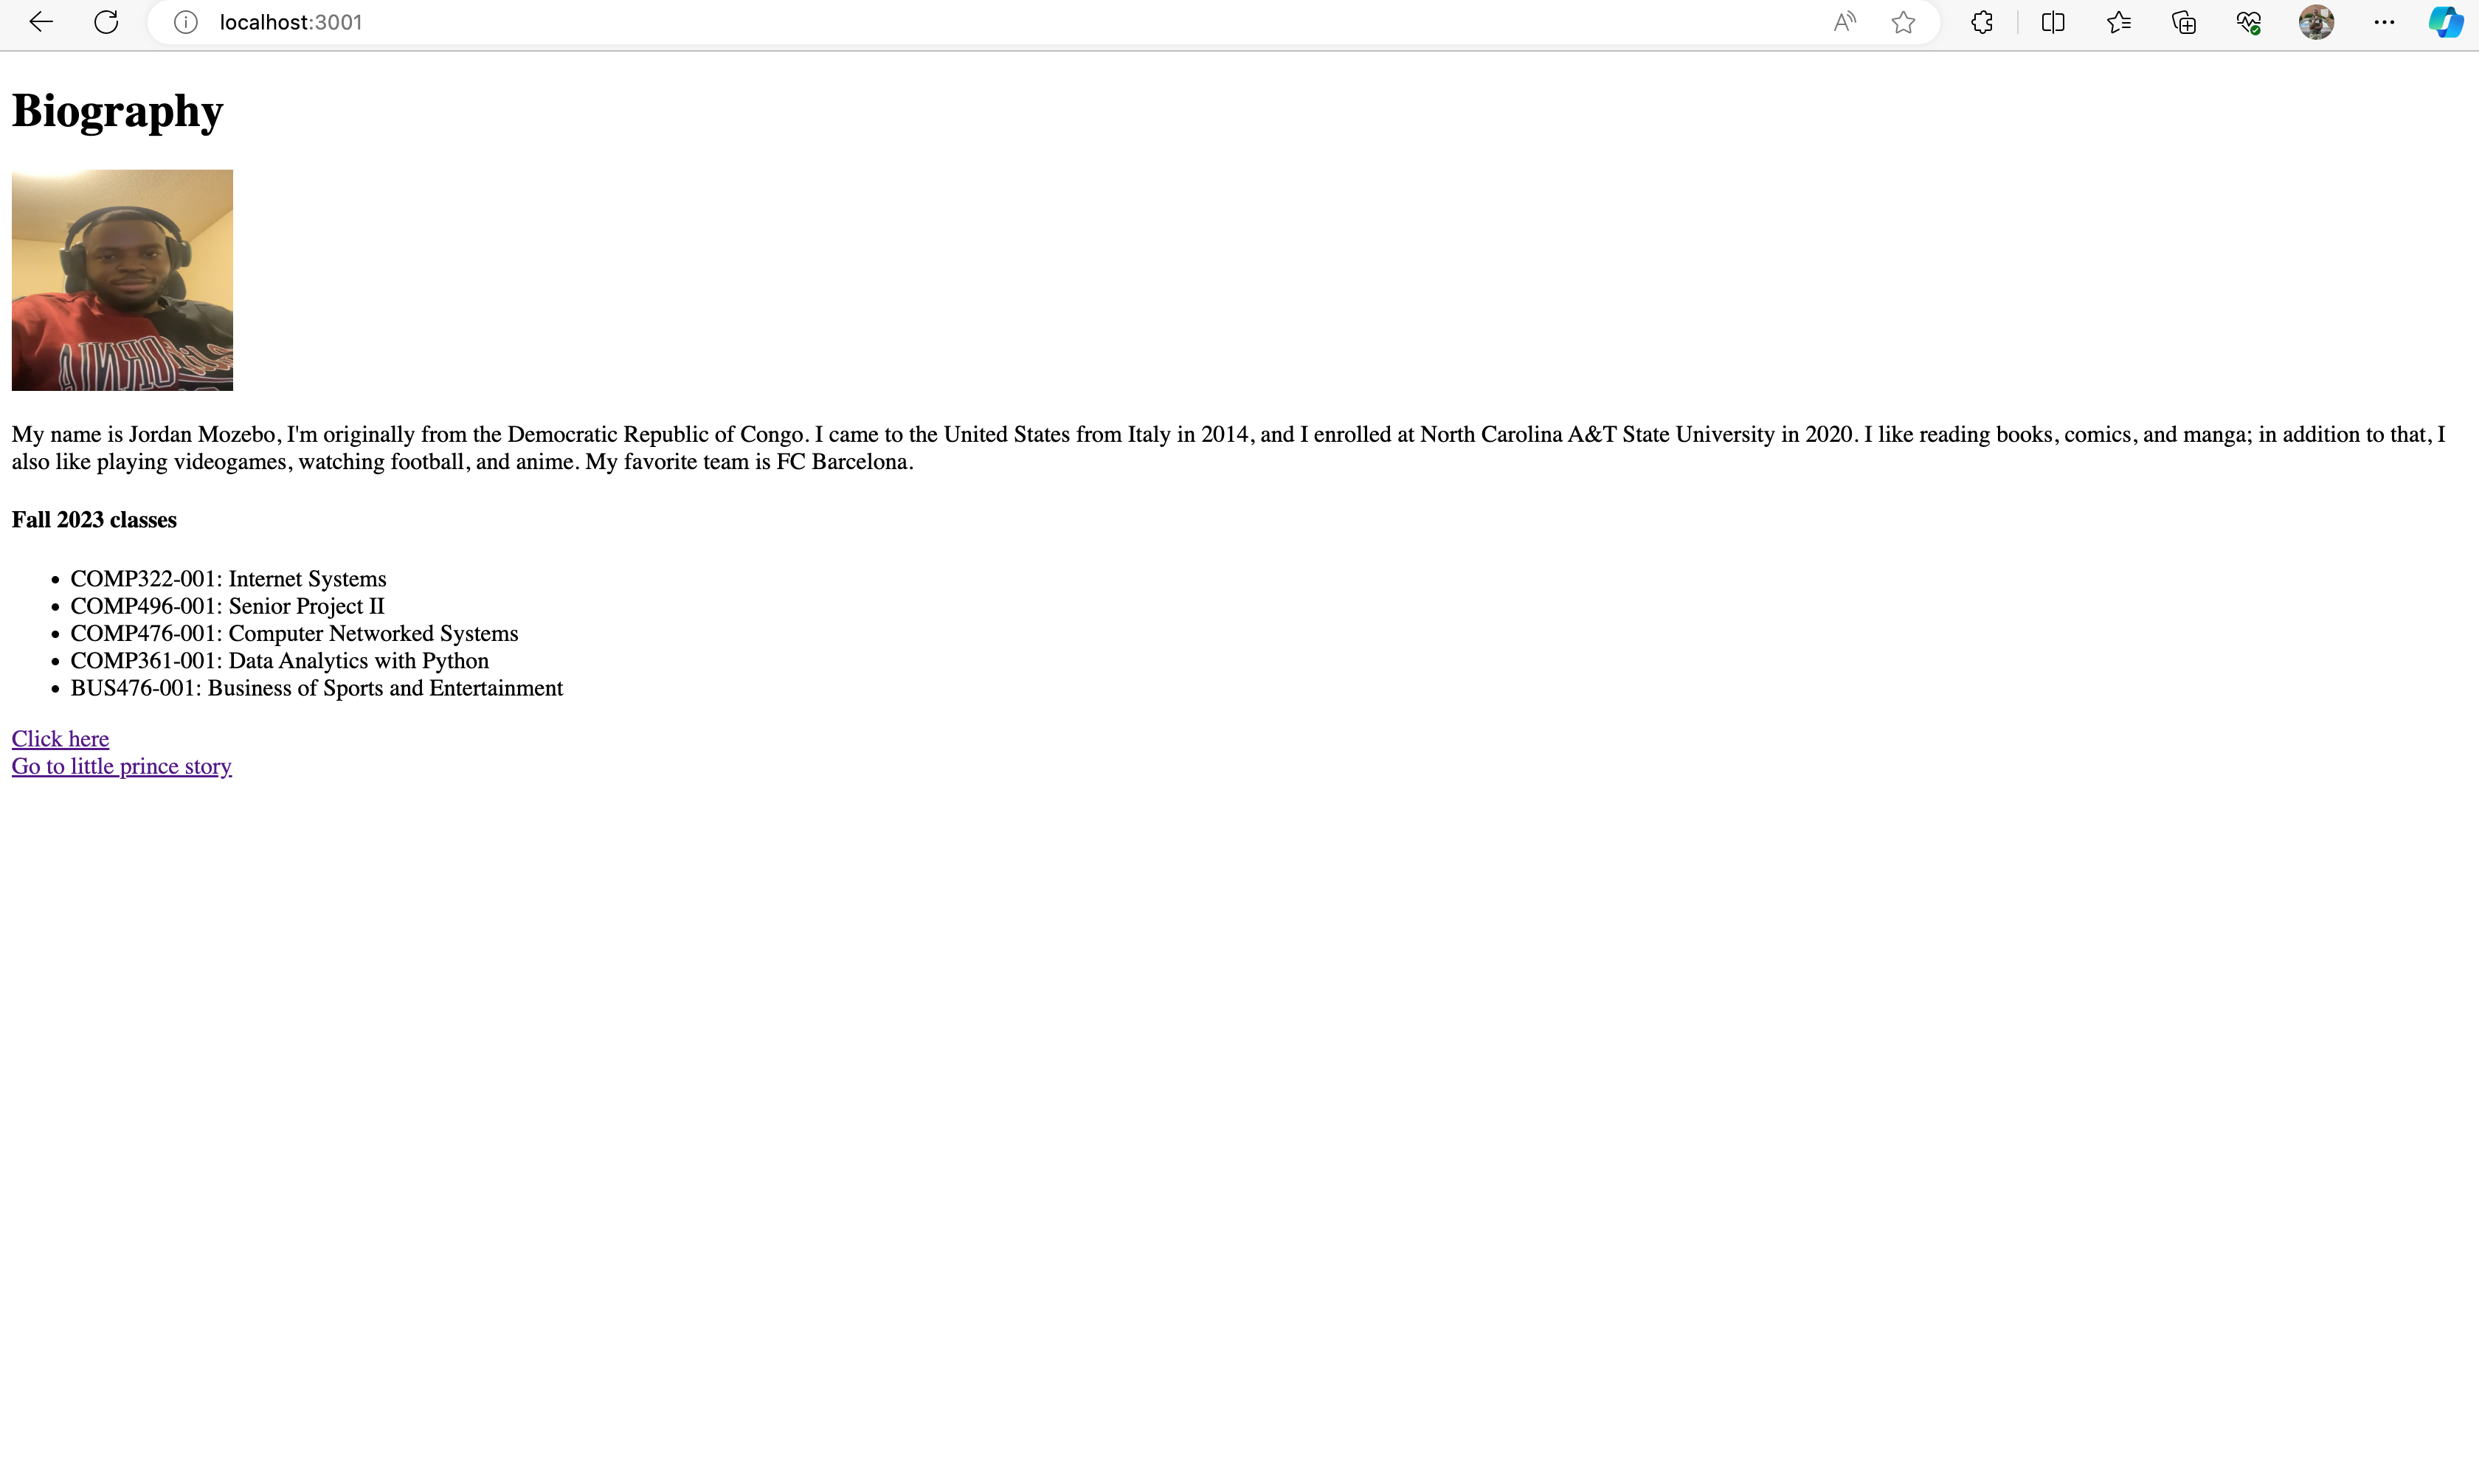 localhost:3001
Biography
My name is Jordan Mozebo, I'm originally from the Democratic Republic of Congo. I came to the United States from Italy in 2014, and I enrolled at North Carolina A&T State University in 2020. I like reading books, comics, and manga; in addition to that, I
also like playing videogames, watching football, and anime. My favorite team is FC Barcelona.
Fall 2023 classes
• COMP322-001: Internet Systems
• COMP496-001: Senior Project II
• COMP476-001: Computer Networked Systems
• COMP361-001: Data Analytics with Python
• BUS476-001: Business of Sports and Entertainment
Click here
Go to little prince story